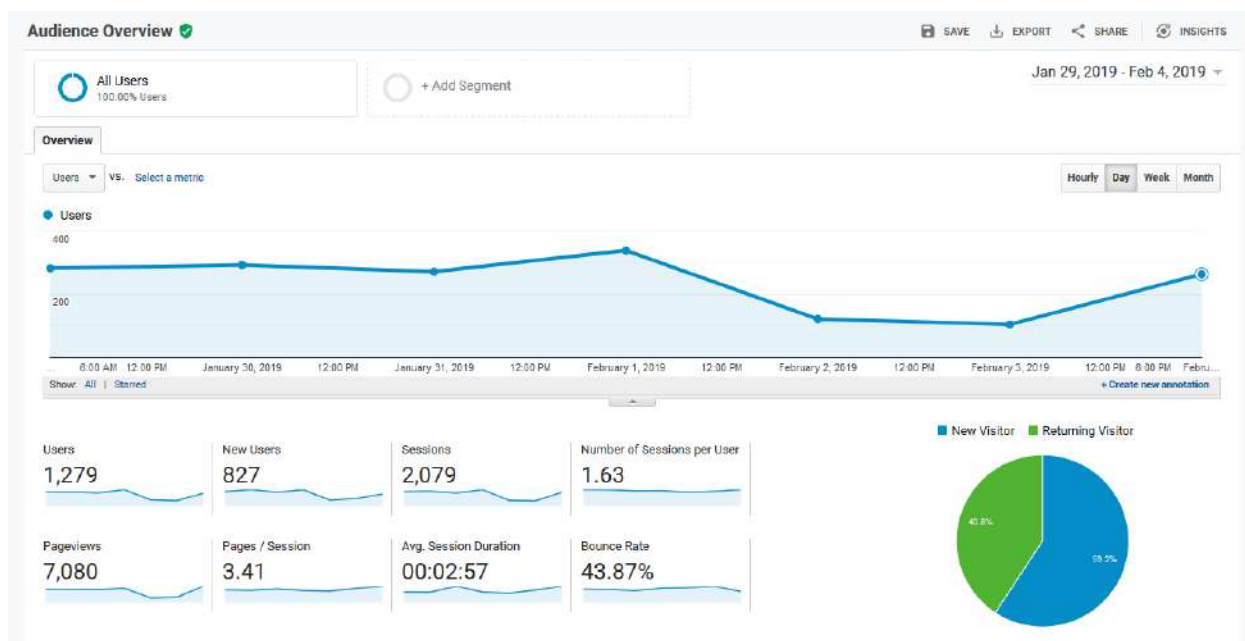 Audience Overview
SAVE EXPORT SHARE INSIGHTS
All Users
100.00% Users
+ Add Segment
Jan 29, 2019 - Feb 4, 2019
Overview
Users VS. Select a metric
Hourly Day Week Month
Users
400
200
... 6:00 AM 12:00 PM January 30, 2019 12:00 PM January 31, 2019 12:00 PM February 1, 2019 12:00 PM February 2, 2019 12:00 PM February 3, 2019 12:00 PM 6:00 PM Febru...
Show: All | Starred
+ Create new annotation
New Visitor Returning Visitor
Users
1,279
New Users
827
Sessions
2,079
Number of Sessions per User
1.63
Pageviews
7,080
Pages / Session
3.41
Avg. Session Duration
00:02:57
Bounce Rate
43.87%
40.8%
59.2%